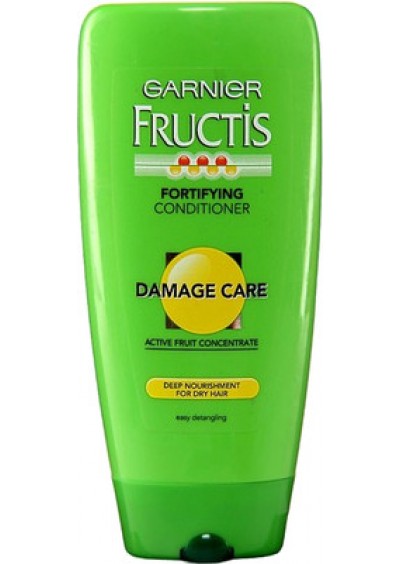 GARNIER
FRUCTIS
FORTIFYING
CONDITIONER
DAMAGE CARE
ACTIVE FRUIT CONCENTRATE
DEEP NOURISHMENT
FOR DRY HAIR
easy detangling